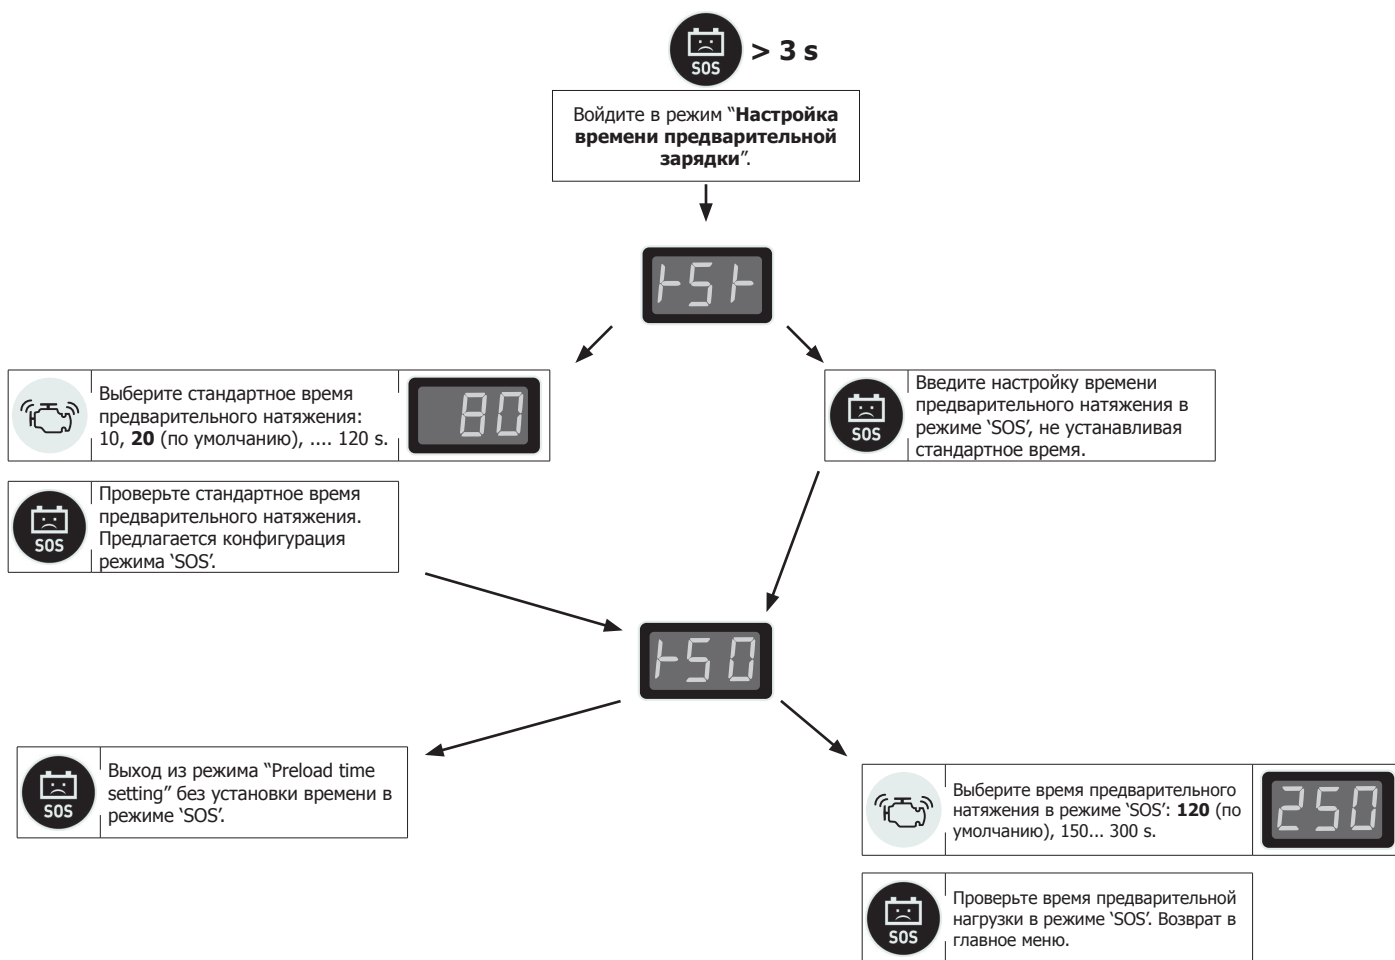 SOS
> 3 s
Войдите в режим “Настройка
времени предварительной
зарядки”.
Выберите стандартное время
предварительного натяжения:
10, 20 (по умолчанию), .... 120 s.
80
SOS
Введите настройку времени
предварительного натяжения в
режиме ‘SOS’, не устанавливая
стандартное время.
SOS
Проверьте стандартное время
предварительного натяжения.
Предлагается конфигурация
режима ‘SOS’.
SOS
Выход из режима “Preload time
setting” без установки времени в
режиме ‘SOS’.
Выберите время предварительного
натяжения в режиме ‘SOS’: 120 (по
умолчанию), 150... 300 s.
250
SOS
Проверьте время предварительной
нагрузки в режиме ‘SOS’. Возврат в
главное меню.